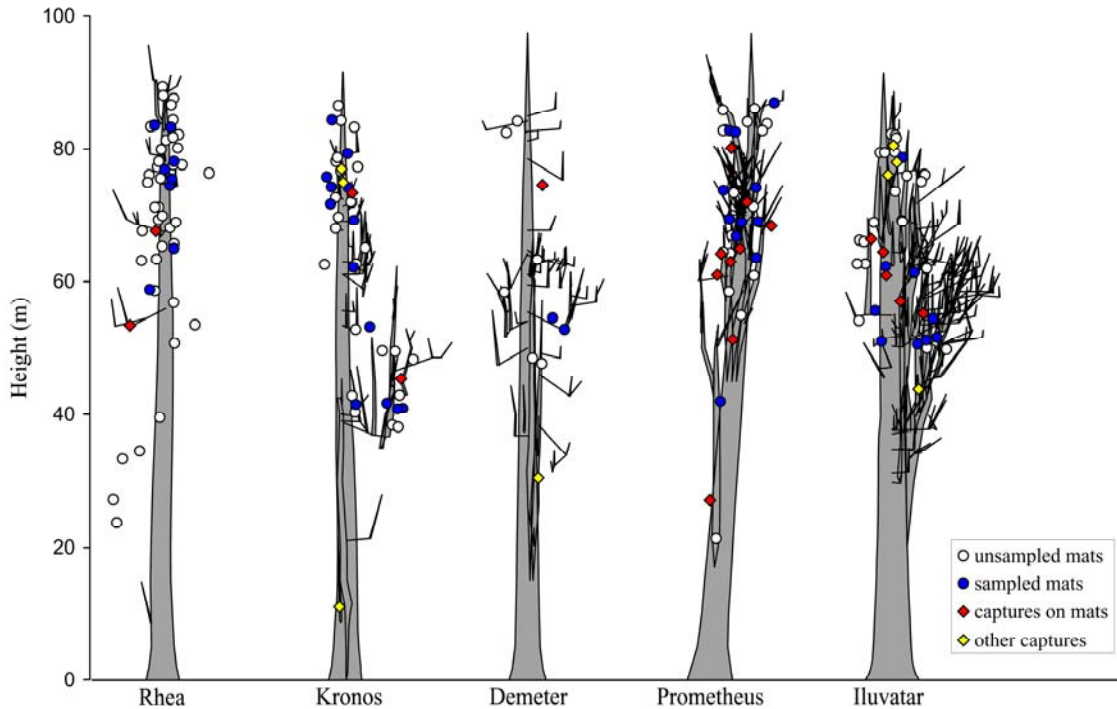 100
80
60
40
20
0
Height (m)
Rhea Kronos Demeter Prometheus Iluvatar
unsampled mats
sampled mats
captures on mats
other captures